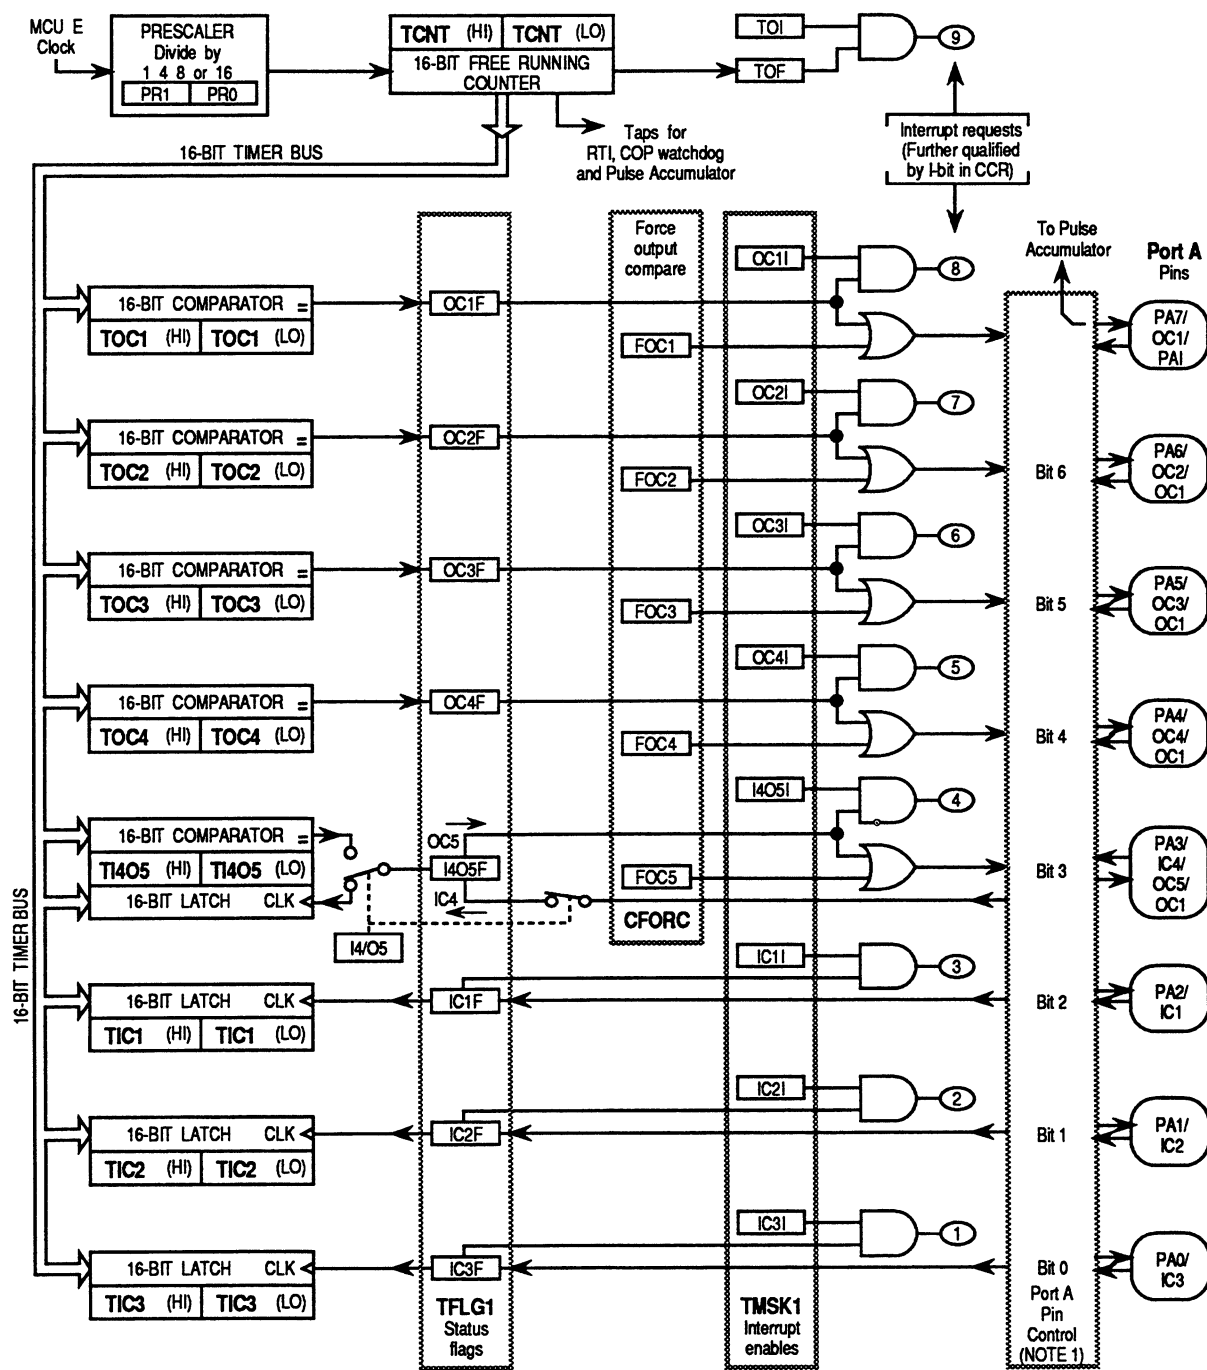 MCU E
Clock
PRESCALER
Divide by
1 4 8 or 16
PR1 PR0
TCNT (HI) TCNT (LO)
16-BIT FREE RUNNING
COUNTER
TOI
TOF
9
Taps for
RTI, COP watchdog
and Pulse Accumulator
Interrupt requests
(Further qualified
by I-bit in CCR)
16-BIT TIMER BUS
16-BIT TIMER BUS
Force
output
compare
To Pulse
Accumulator
Port A
Pins
OC1I
8
16-BIT COMPARATOR =
TOC1 (HI) TOC1 (LO)
OC1F
FOC1
PA7/
OC1/
PAI
OC2I
7
16-BIT COMPARATOR =
TOC2 (HI) TOC2 (LO)
OC2F
FOC2
Bit 6
PA6/
OC2/
OC1
OC3I
6
16-BIT COMPARATOR =
TOC3 (HI) TOC3 (LO)
OC3F
FOC3
Bit 5
PA5/
OC3/
OC1
OC4I
5
16-BIT COMPARATOR =
TOC4 (HI) TOC4 (LO)
OC4F
FOC4
Bit 4
PA4/
OC4/
OC1
I4O5I
4
16-BIT COMPARATOR =
TI4O5 (HI) TI4O5 (LO)
16-BIT LATCH CLK
OC5
I4O5F
IC4
I4/O5
FOC5
CFORC
Bit 3
PA3/
IC4/
OC5/
OC1
IC1I
3
16-BIT LATCH CLK
TIC1 (HI) TIC1 (LO)
IC1F
Bit 2
PA2/
IC1
IC2I
2
16-BIT LATCH CLK
TIC2 (HI) TIC2 (LO)
IC2F
Bit 1
PA1/
IC2
IC3I
1
16-BIT LATCH CLK
TIC3 (HI) TIC3 (LO)
IC3F
Bit 0
PA0/
IC3
TFLG1
Status
flags
TMSK1
Interrupt
enables
Port A
Pin
Control
(NOTE 1)